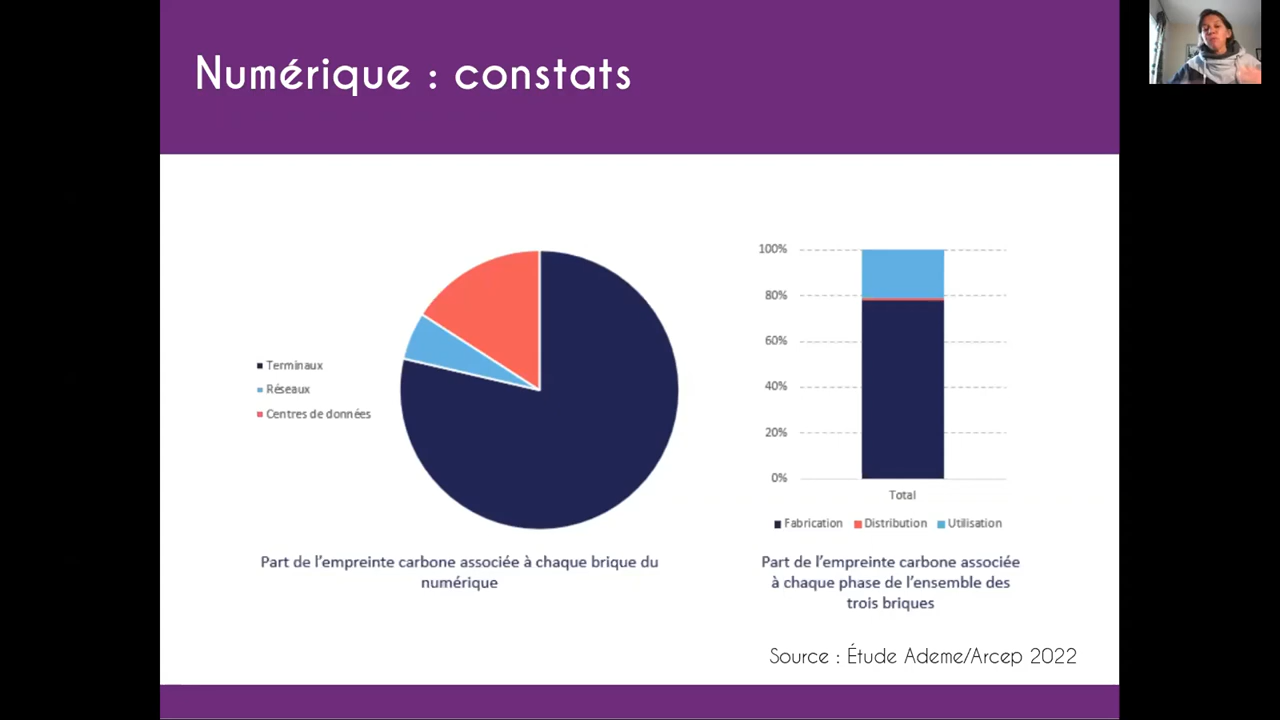 Numérique : constats
Terminaux
Réseaux
Centres de données
Part de l’empreinte carbone associée à chaque brique du
numérique
100%
80%
60%
40%
20%
0%
Total
Fabrication Distribution Utilisation
Part de l’empreinte carbone associée
à chaque phase de l’ensemble des
trois briques
Source : Étude Ademe/Arcep 2022